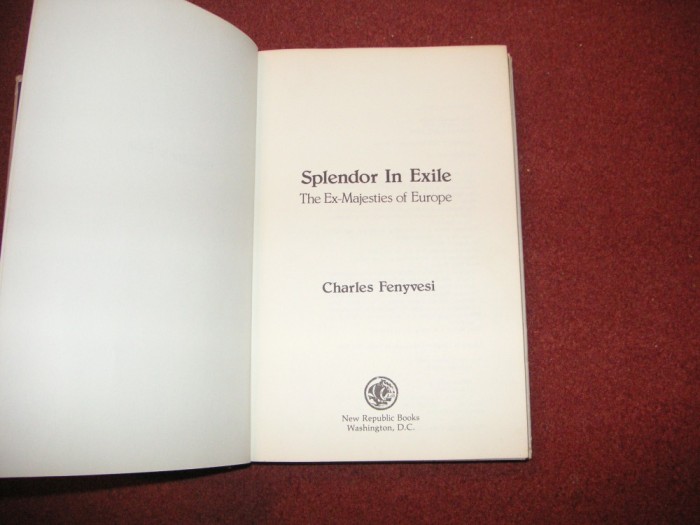 Splendor In Exile
The Ex-Majesties of Europe
Charles Fenyvesi
New Republic Books
Washington, D.C.